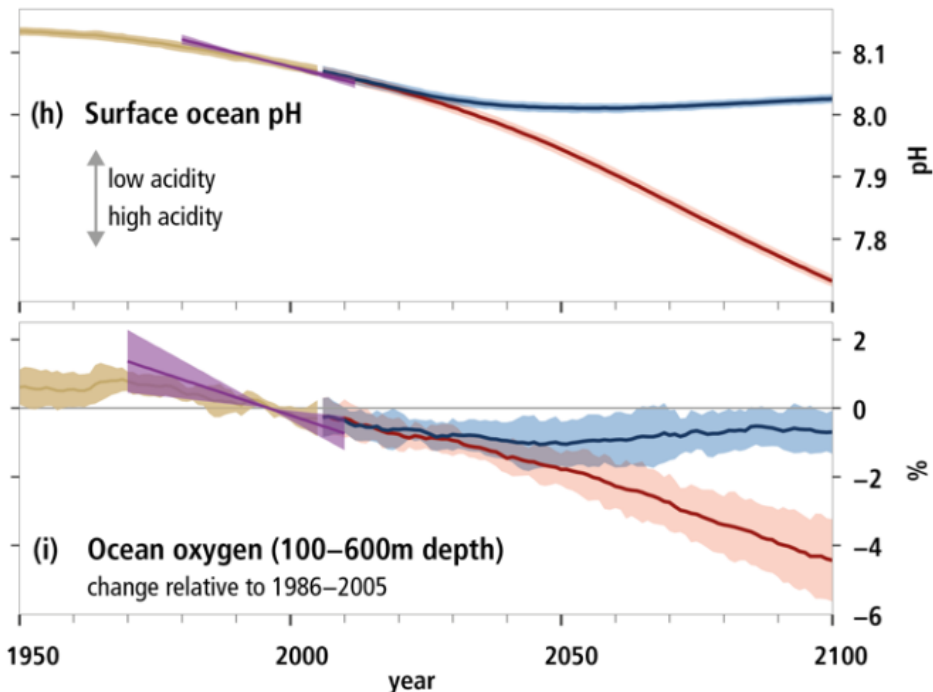 8.1
(h) Surface ocean pH
8.0
low acidity
high acidity
7.9
pH
7.8
2
0
−2
%
−4
(i) Ocean oxygen (100–600m depth)
change relative to 1986–2005
−6
1950 2000 2050 2100
year